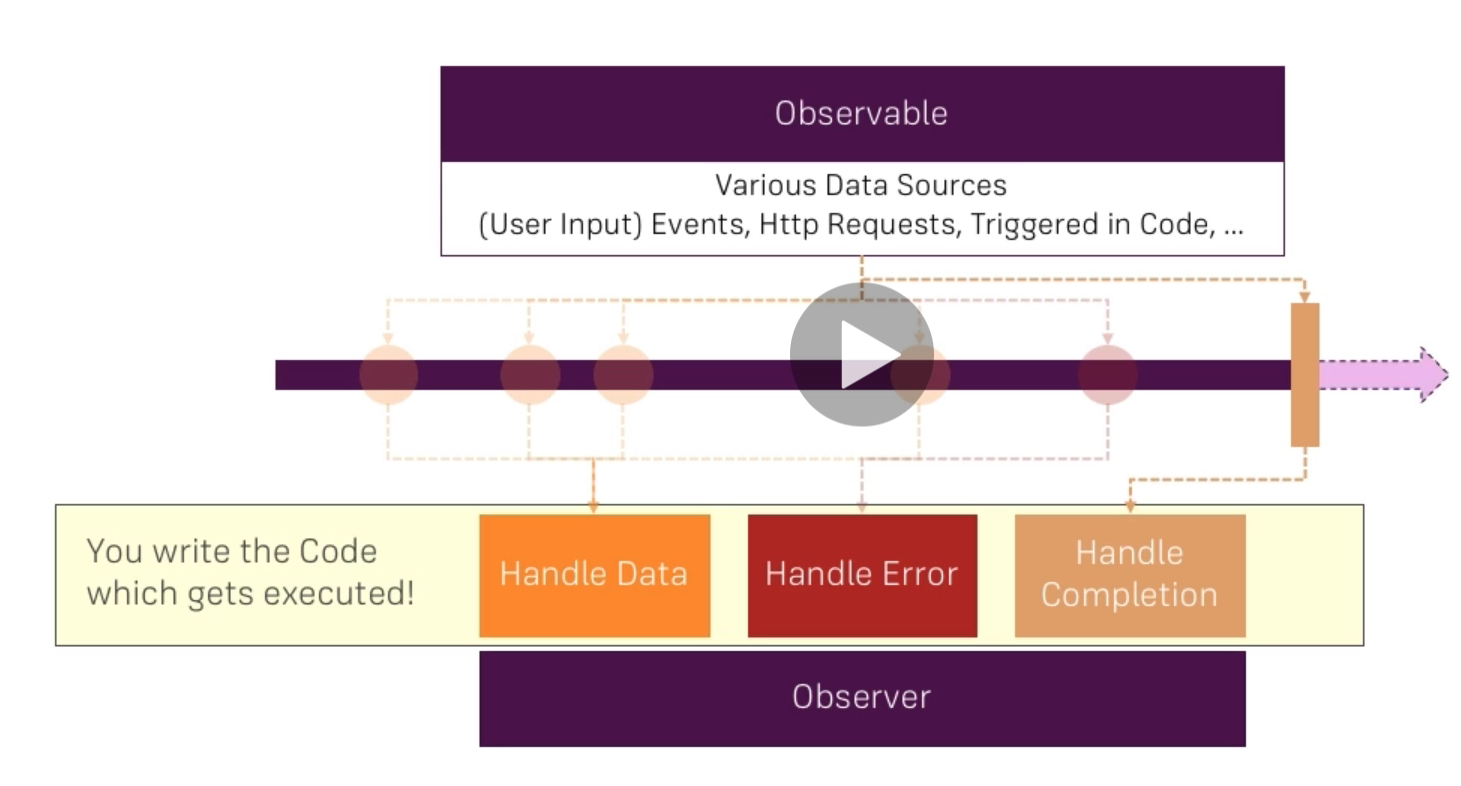 Observable
Various Data Sources
(User Input) Events, Http Requests, Triggered in Code, ...
You write the Code
which gets executed!
Handle Data
Handle Error
Handle
Completion
Observer